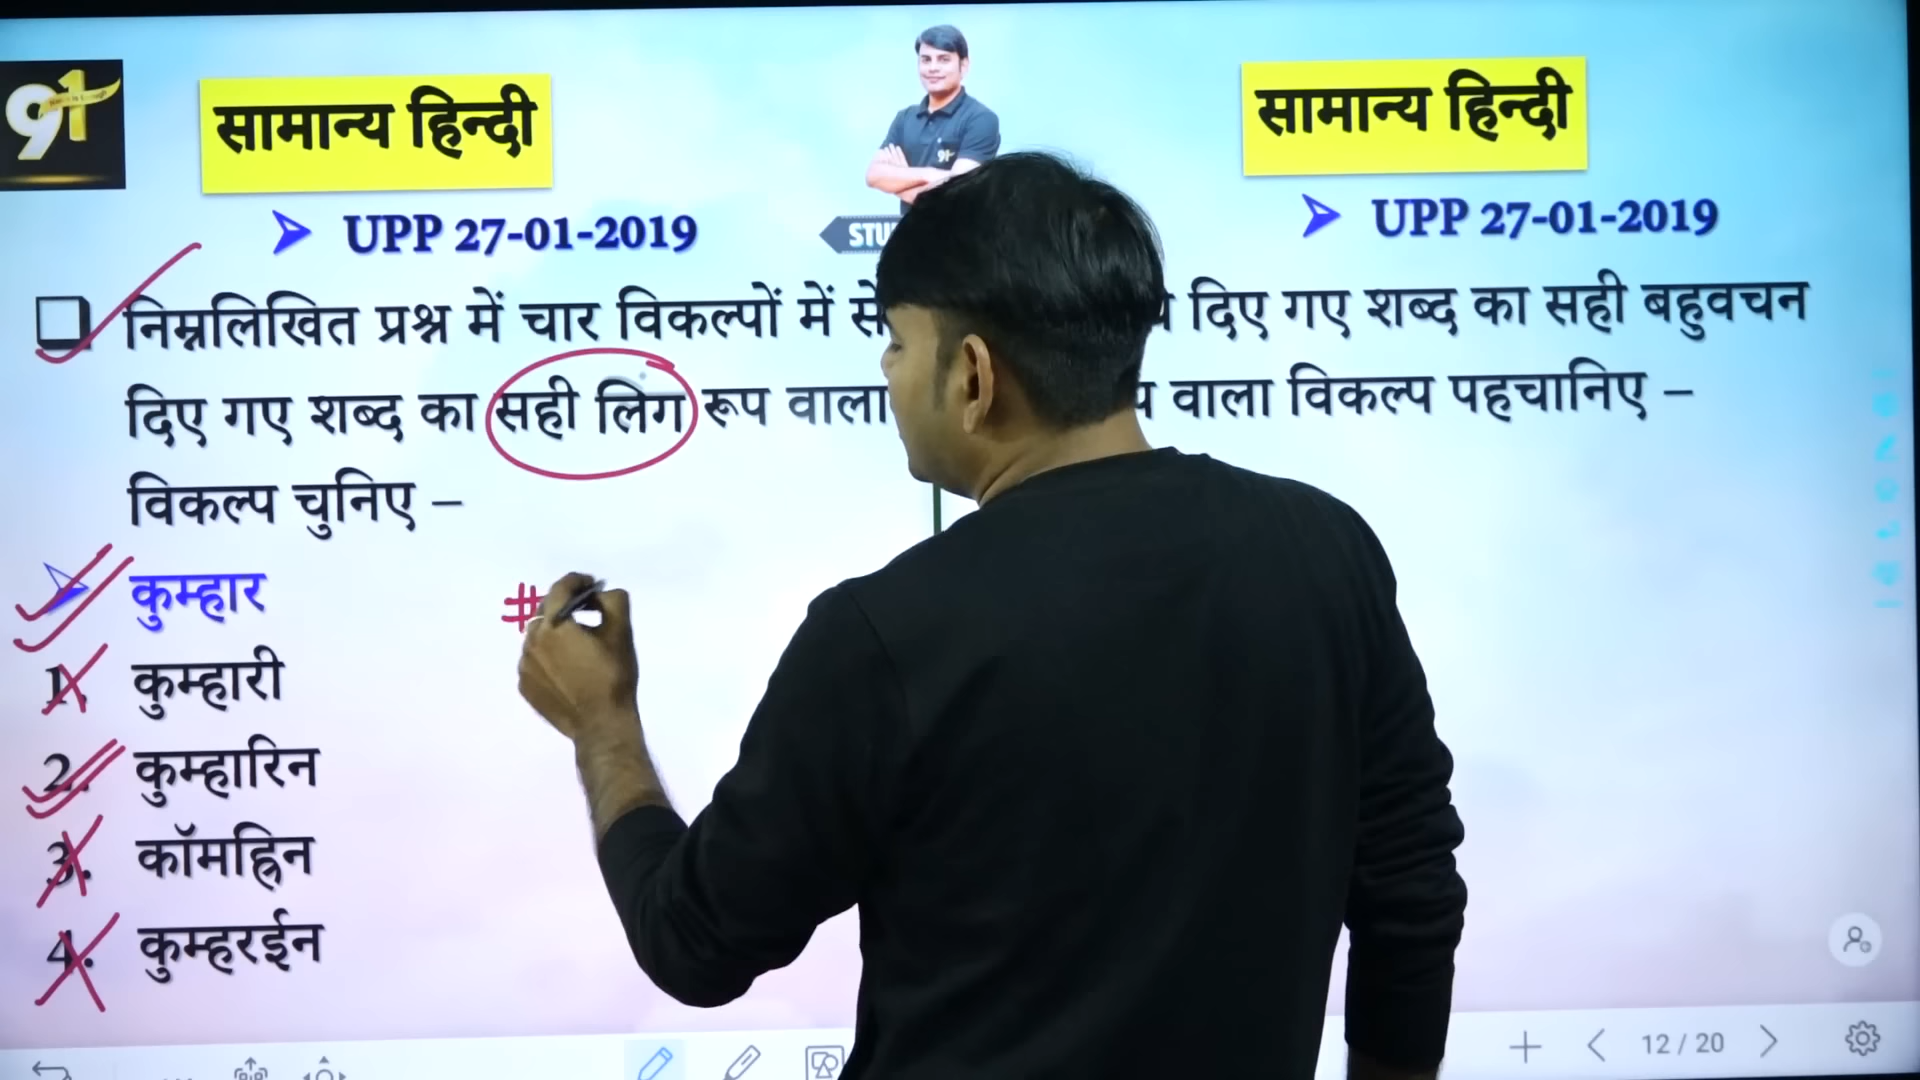 91
सामान्य हिन्दी
UPP 27-01-2019
निम्नलिखित प्रश्न में चार विकल्पों में से
दिए गए शब्द का सही लिंग रूप वाला
विकल्प चुनिए –
कुम्हार
1. कुम्हारी
2. कुम्हारिन
3. कॉमह्रिन
4. कुम्हरईन
#
सामान्य हिन्दी
UPP 27-01-2019
दिए गए शब्द का सही बहुवचन
वाला विकल्प पहचानिए –
12 / 20